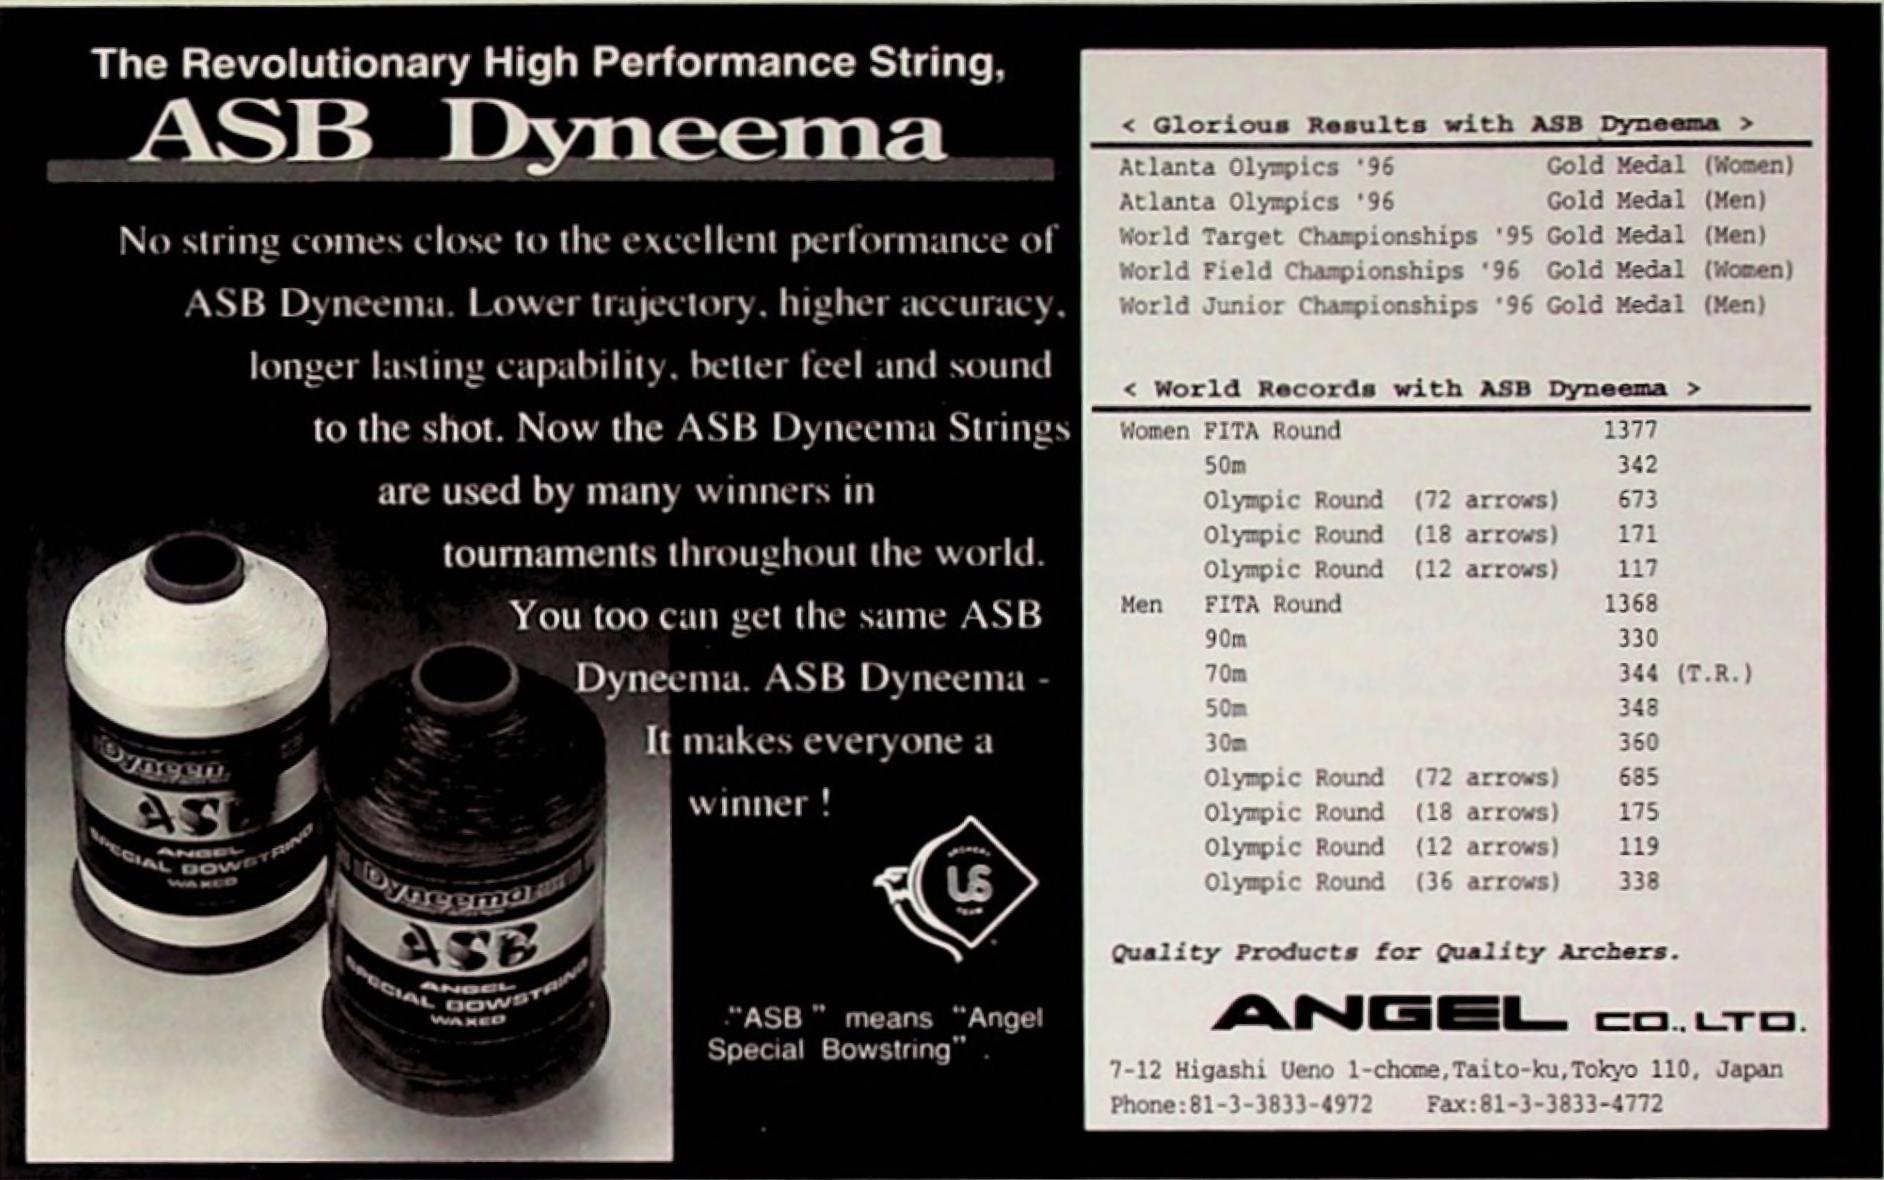 The Revolutionary High Performance String,
ASB Dyneema
No string comes close to the excellent performance of
ASB Dyneema. Lower trajectory, higher accuracy,
longer lasting capability, better feel and sound
to the shot. Now the ASB Dyneema Strings
are used by many winners in
tournaments throughout the world.
You too can get the same ASB
Dyneema. ASB Dyneema -
It makes everyone a
winner !
Dyneem
ASB
ANGEL
SPECIAL BOWSTRING
WAXED
Dyneema
ASB
ANGEL
SPECIAL BOWSTRING
WAXED
ARCHERY
US
TEAM
"ASB " means "Angel
Special Bowstring" .
< Glorious Results with ASB Dyneema >
Atlanta Olympics '96 Gold Medal (Women)
Atlanta Olympics '96 Gold Medal (Men)
World Target Championships '95 Gold Medal (Men)
World Field Championships '96 Gold Medal (Women)
World Junior Championships '96 Gold Medal (Men)
< World Records with ASB Dyneema >
Women FITA Round 1377
50m 342
Olympic Round (72 arrows) 673
Olympic Round (18 arrows) 171
Olympic Round (12 arrows) 117
Men FITA Round 1368
90m 330
70m 344 (T.R.)
50m 348
30m 360
Olympic Round (72 arrows) 685
Olympic Round (18 arrows) 175
Olympic Round (12 arrows) 119
Olympic Round (36 arrows) 338
Quality Products for Quality Archers.
ANGEL CO., LTD.
7-12 Higashi Ueno 1-chome,Taito-ku,Tokyo 110, Japan
Phone:81-3-3833-4972 Fax:81-3-3833-4772